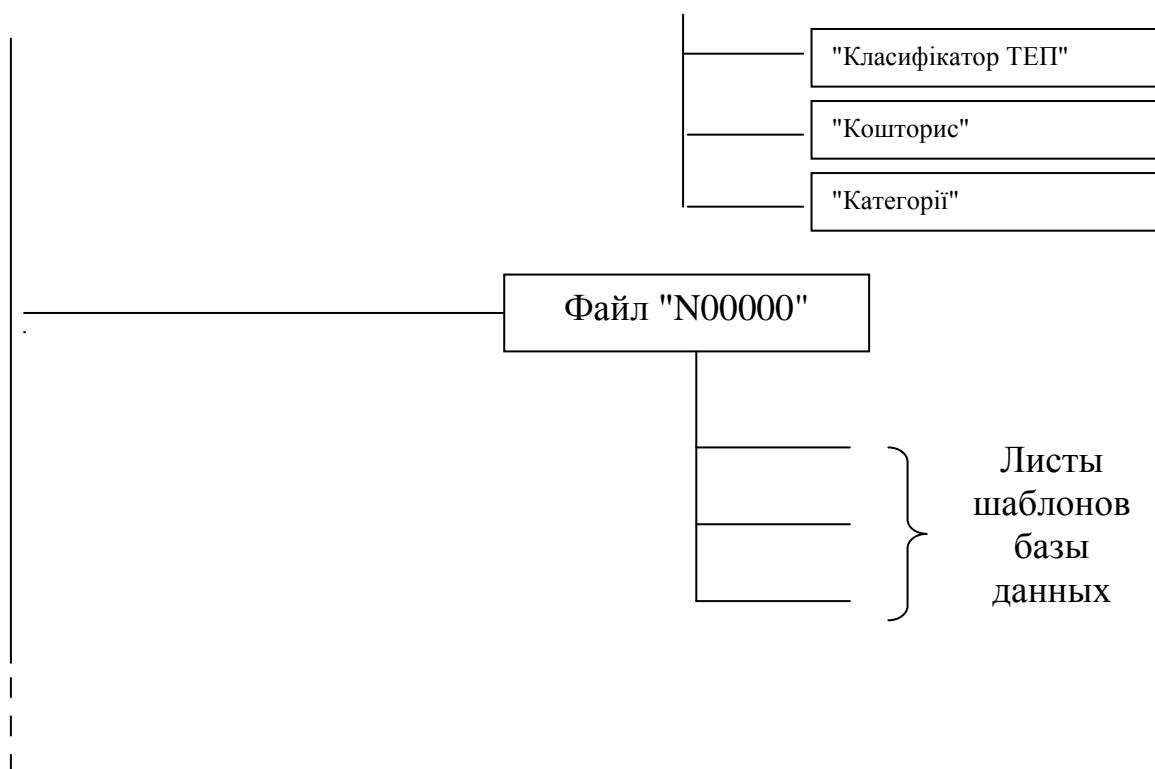 "Класифікатор ТЕП"
"Кошторис"
"Категорії"
Файл "N00000"
Листы
шаблонов
базы
данных